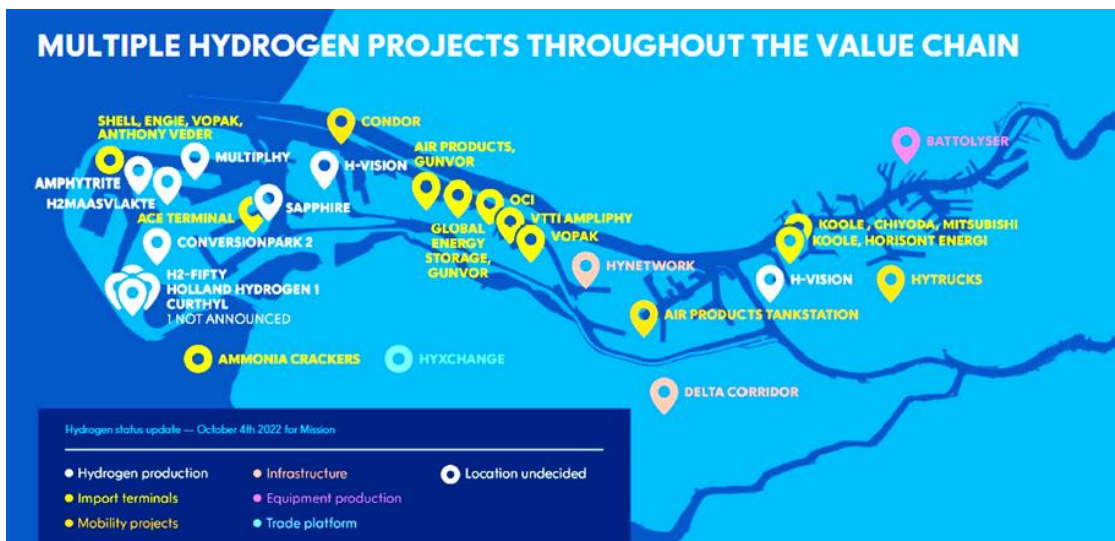 MULTIPLE HYDROGEN PROJECTS THROUGHOUT THE VALUE CHAIN
SHELL, ENGIE, VOPAK,
ANTHONY VEDER
CONDOR
BATTOLYSER
AIR PRODUCTS,
GUNVOR
MULTIPLHY
H-VISION
AMPHYTRITE
H2MAASVLAKTE
OCI
ACE TERMINAL
SAPPHIRE
VTTI AMPLIPHY
KOOLE , CHIYODA, MITSUBISHI
GLOBAL
ENERGY
STORAGE,
GUNVOR
VOPAK
KOOLE, HORISONT ENERGI
CONVERSIONPARK 2
HYNETWORK
H-VISION
HYTRUCKS
H2-FIFTY
HOLLAND HYDROGEN 1
CURTHYL
1 NOT ANNOUNCED
AIR PRODUCTS TANKSTATION
AMMONIA CRACKERS
HYXCHANGE
DELTA CORRIDOR
Hydrogen status update — October 4th 2022 for Mission
Hydrogen production
Infrastructure
Location undecided
Import terminals
Equipment production
Mobility projects
Trade platform